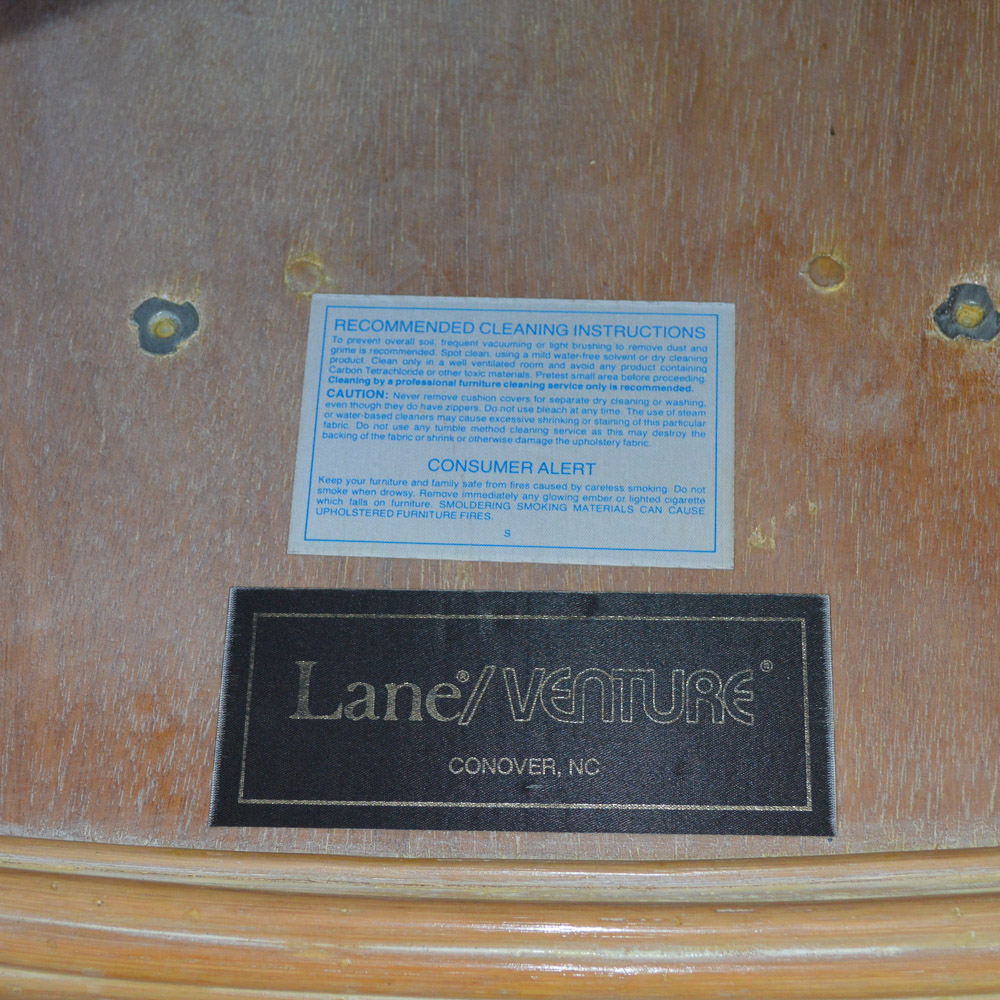 RECOMMENDED CLEANING INSTRUCTIONS
To prevent overall soil, frequent vacuuming or light brushing to remove dust and
grime is recommended. Spot clean, using a mild water-free solvent or dry cleaning
product. Clean only in a well ventilated room and avoid any product containing
Carbon Tetrachloride or other toxic materials. Pretest small area before proceeding.
Cleaning by a professional furniture cleaning service only is recommended.
CAUTION: Never remove cushion covers for separate dry cleaning or washing,
even though they do have zippers. Do not use bleach at any time. The use of steam
or water-based cleaners may cause excessive shrinking or staining of this particular
fabric. Do not use any tumble method cleaning service as this may destroy the
backing of the fabric or shrink or otherwise damage the upholstery fabric.
CONSUMER ALERT
Keep your furniture and family safe from fires caused by careless smoking. Do not
smoke when drowsy. Remove immediately any glowing ember or lighted cigarette
which falls on furniture. SMOLDERING SMOKING MATERIALS CAN CAUSE
UPHOLSTERED FURNITURE FIRES.
S
Lane®/VENTURE®
CONOVER, NC